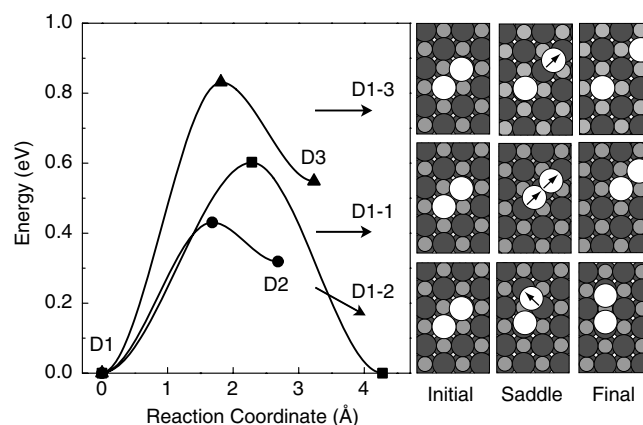 1.0
0.8
0.6
0.4
0.2
0.0
Energy (eV)
D1-3
D3
D1-1
D2
D1-2
D1
0
1
2
3
4
Reaction Coordinate (Å)
Initial
Saddle
Final